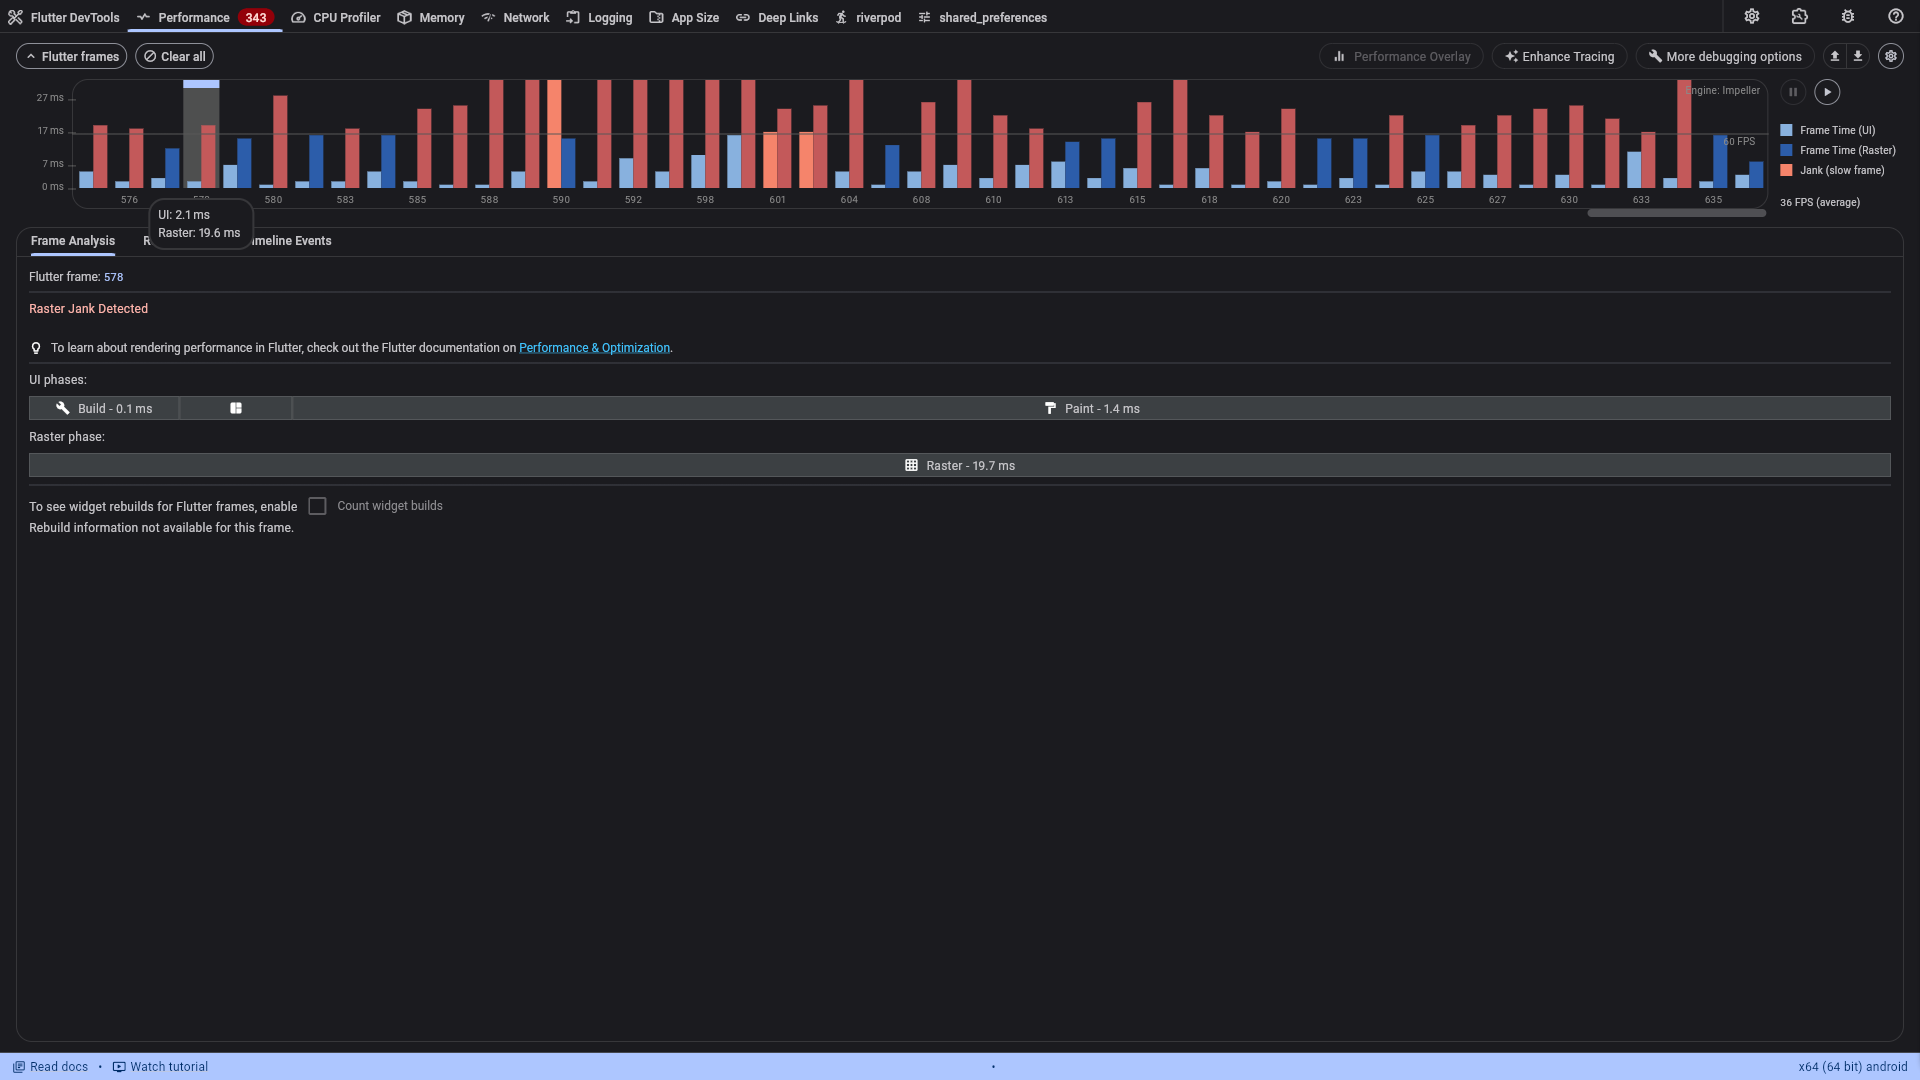 Flutter DevTools Performance 343 CPU Profiler Memory Network Logging App Size Deep Links riverpod shared_preferences
Flutter frames Clear all Performance Overlay Enhance Tracing More debugging options
27 ms
17 ms
7 ms
0 ms
Engine: Impeller
60 FPS
Frame Time (UI)
Frame Time (Raster)
Jank (slow frame)
36 FPS (average)
576 578 580 583 585 588 590 592 598 601 604 608 610 613 615 618 620 623 625 627 630 633 635
UI: 2.1 ms
Raster: 19.6 ms
Frame Analysis R meline Events
Flutter frame: 578
Raster Jank Detected
To learn about rendering performance in Flutter, check out the Flutter documentation on Performance & Optimization.
UI phases:
Build - 0.1 ms Paint - 1.4 ms
Raster phase:
Raster - 19.7 ms
To see widget rebuilds for Flutter frames, enable Count widget builds
Rebuild information not available for this frame.
Read docs • Watch tutorial • x64 (64 bit) android